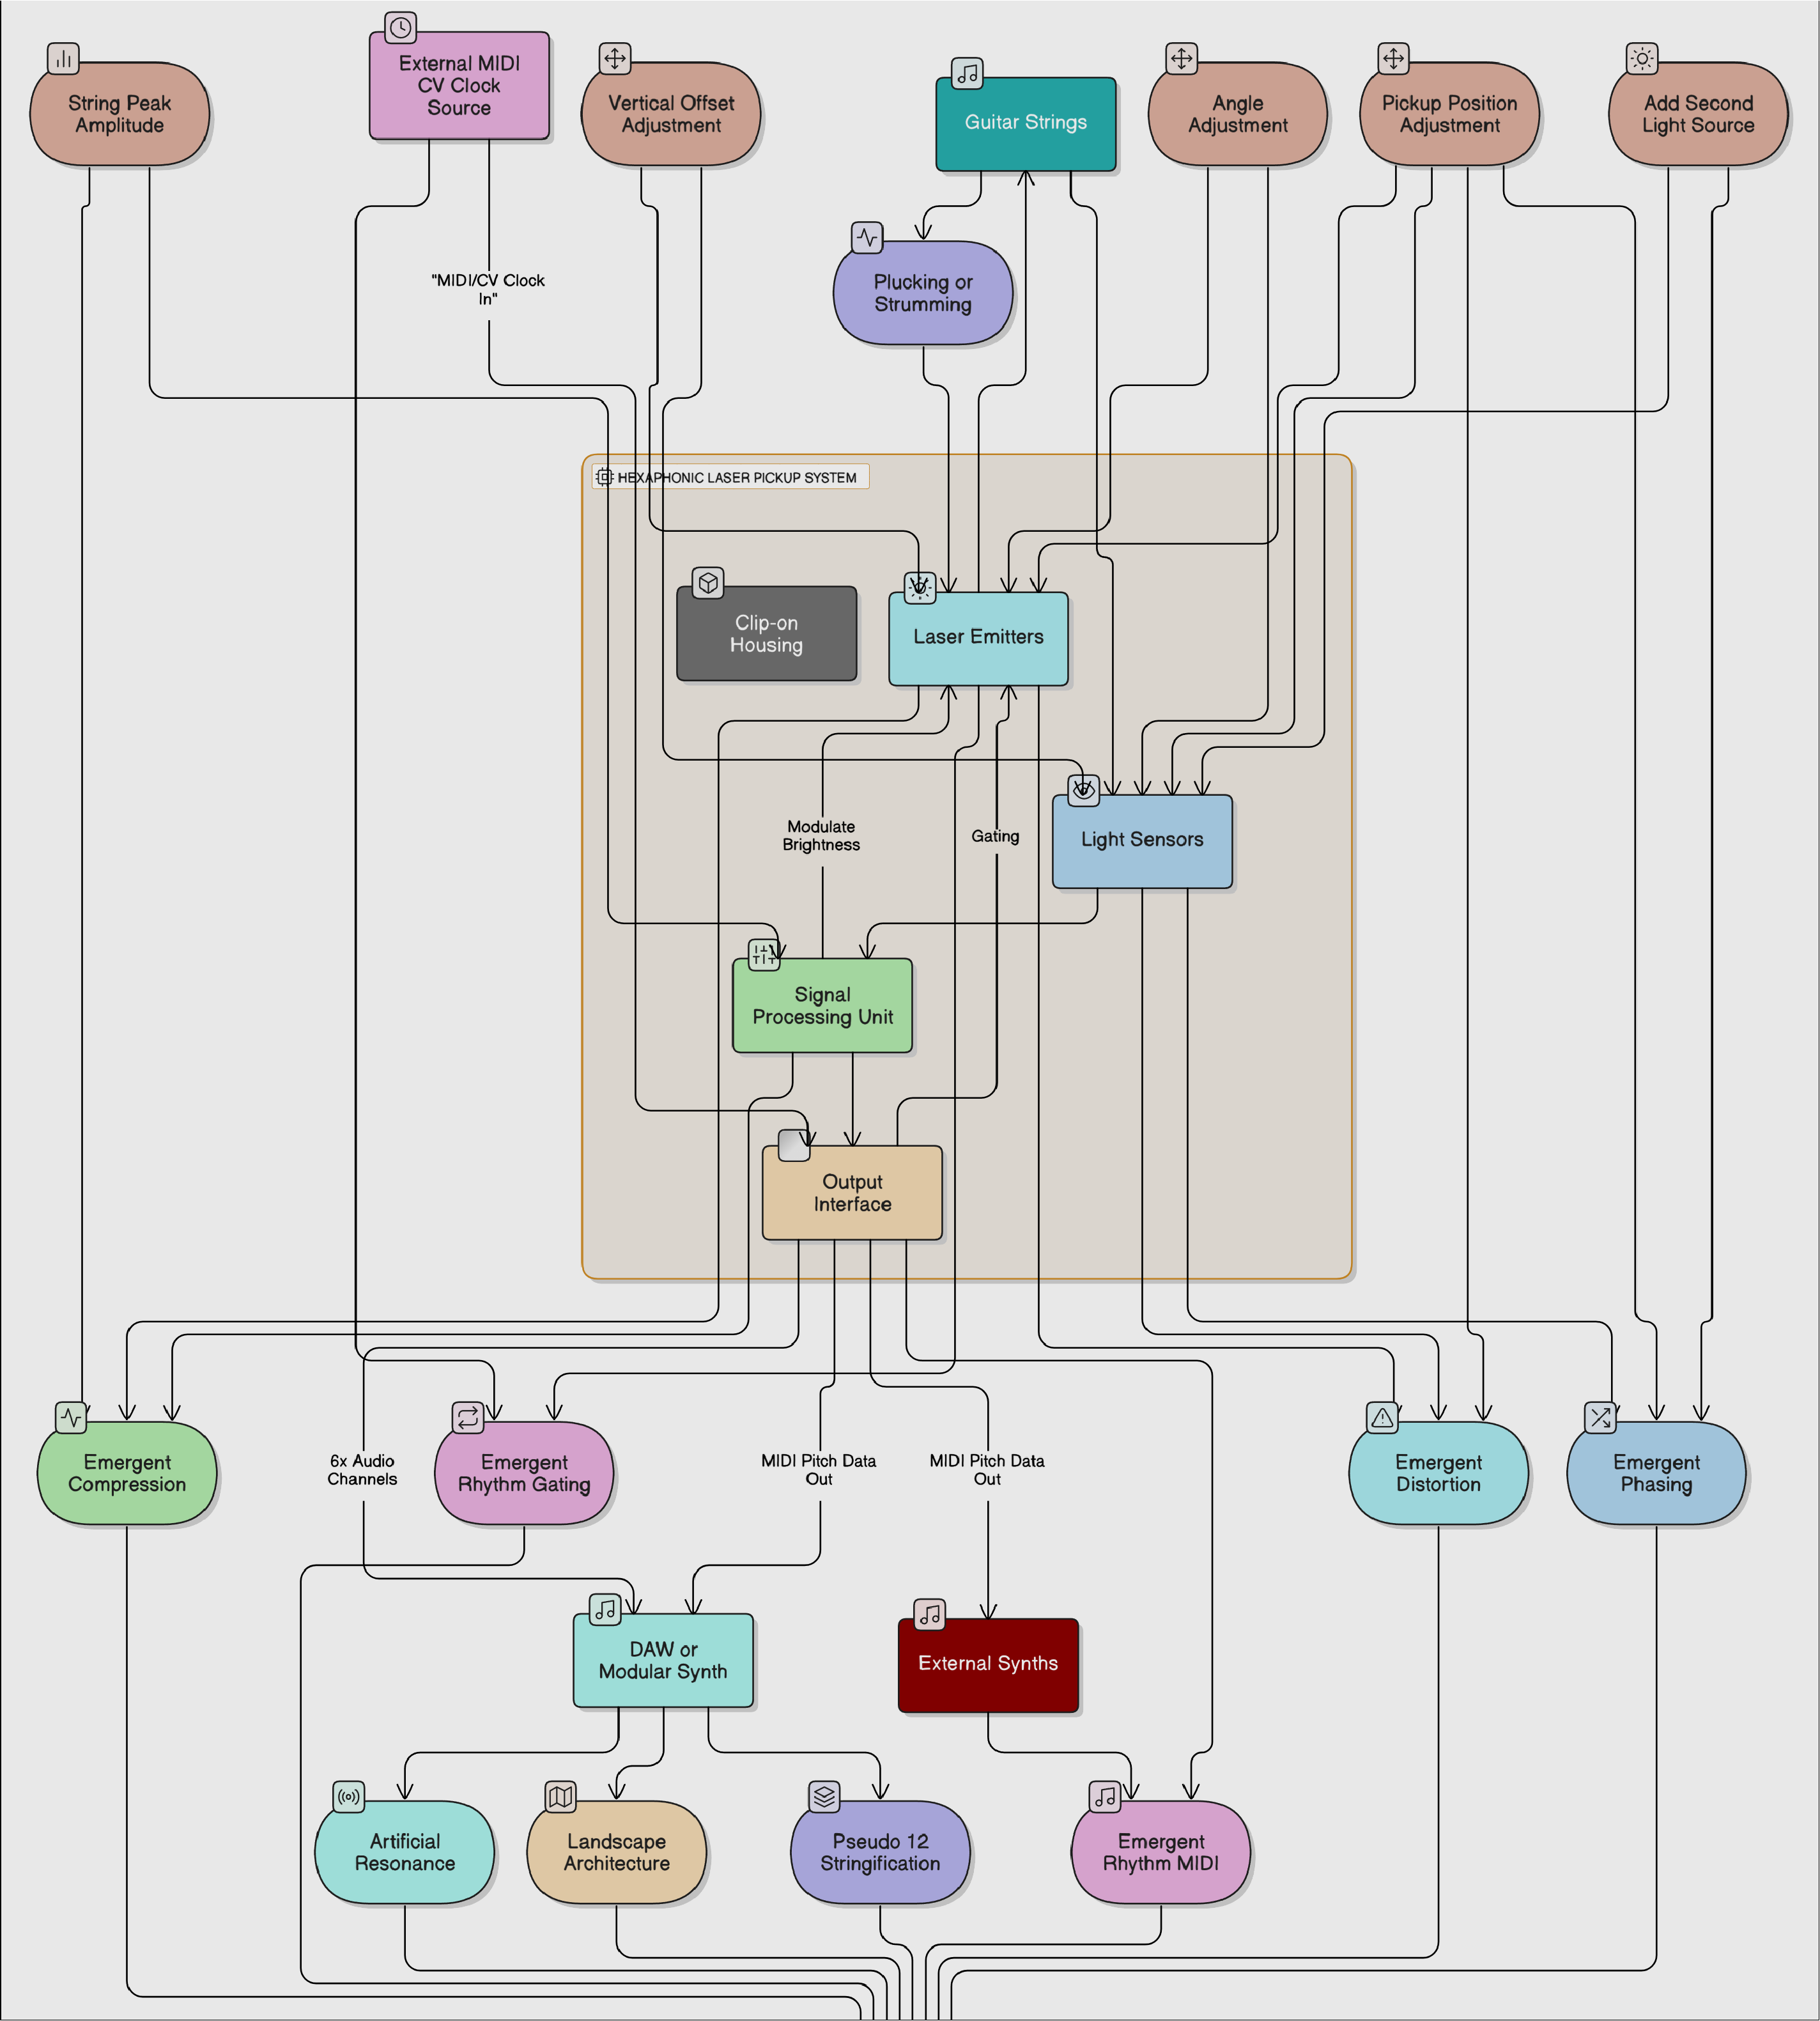 String Peak
Amplitude
External MIDI
CV Clock
Source
Vertical Offset
Adjustment
Guitar Strings
Angle
Adjustment
Pickup Position
Adjustment
Add Second
Light Source
"MIDI/CV Clock
In"
Plucking or
Strumming
HEXAPHONIC LASER PICKUP SYSTEM
Clip-on
Housing
Laser Emitters
Modulate
Brightness
Gating
Light Sensors
Signal
Processing Unit
Output
Interface
Emergent
Compression
6x Audio
Channels
Emergent
Rhythm Gating
MIDI Pitch Data
Out
MIDI Pitch Data
Out
Emergent
Distortion
Emergent
Phasing
DAW or
Modular Synth
External Synths
Artificial
Resonance
Landscape
Architecture
Pseudo 12
Stringification
Emergent
Rhythm MIDI